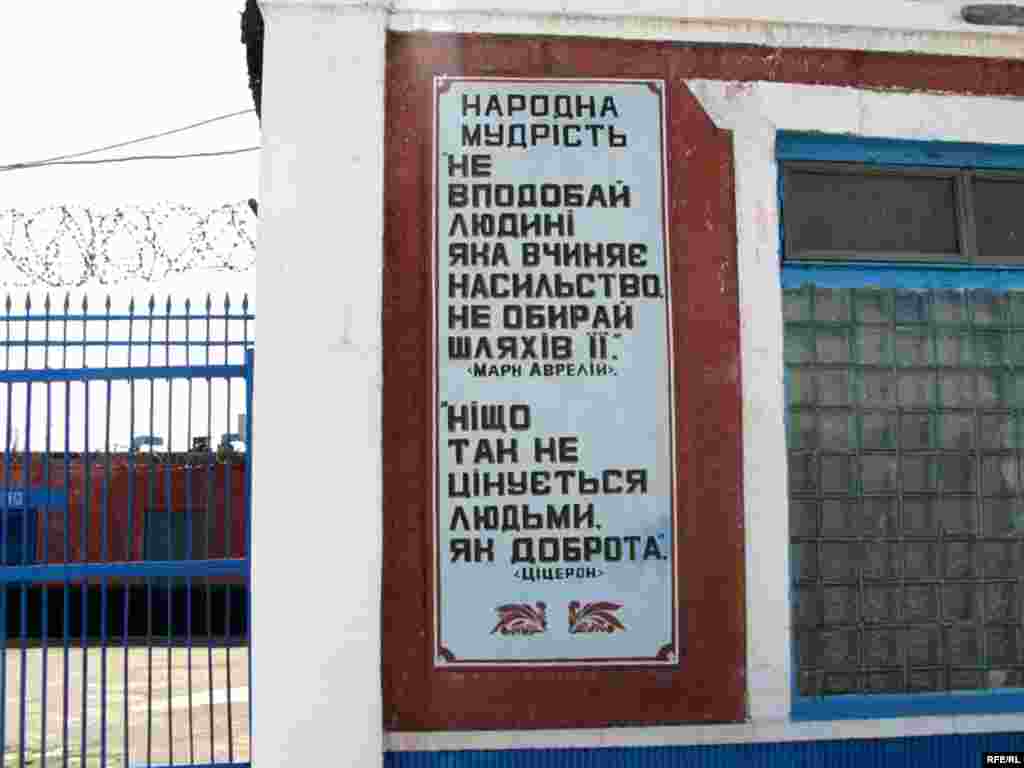 НАРОДНА
МУДРІСТЬ
"НЕ
ВПОДОБАЙ
ЛЮДИНІ
ЯКА ВЧИНЯЄ
НАСИЛЬСТВО,
НЕ ОБИРАЙ
ШЛЯХІВ ЇЇ."
<МАРК АВРЕЛІЙ>.
"НІЩО
ТАК НЕ
ЦІНУЄТЬСЯ
ЛЮДЬМИ,
ЯК ДОБРОТА".
<ЦІЦЕРОН>
10
RFE/RL